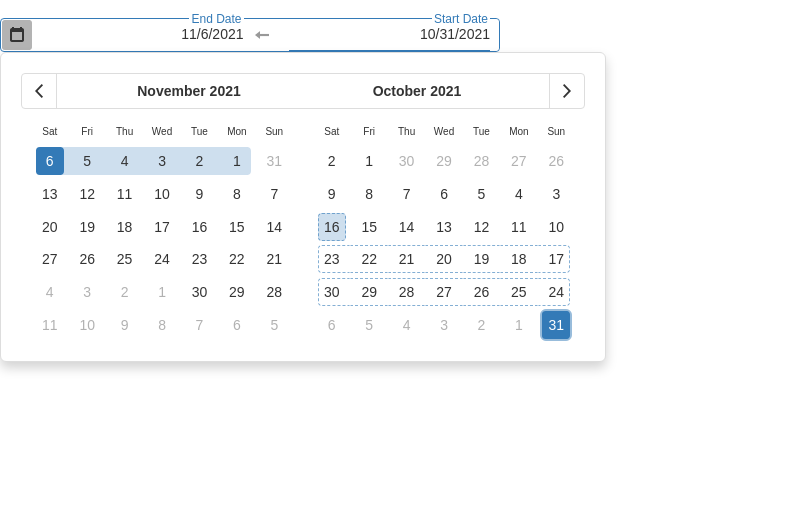 End Date Start Date
11/6/2021 10/31/2021
November 2021 October 2021
Sat Fri Thu Wed Tue Mon Sun Sat Fri Thu Wed Tue Mon Sun
6 5 4 3 2 1 31 2 1 30 29 28 27 26
13 12 11 10 9 8 7 9 8 7 6 5 4 3
20 19 18 17 16 15 14 16 15 14 13 12 11 10
27 26 25 24 23 22 21 23 22 21 20 19 18 17
4 3 2 1 30 29 28 30 29 28 27 26 25 24
11 10 9 8 7 6 5 6 5 4 3 2 1 31